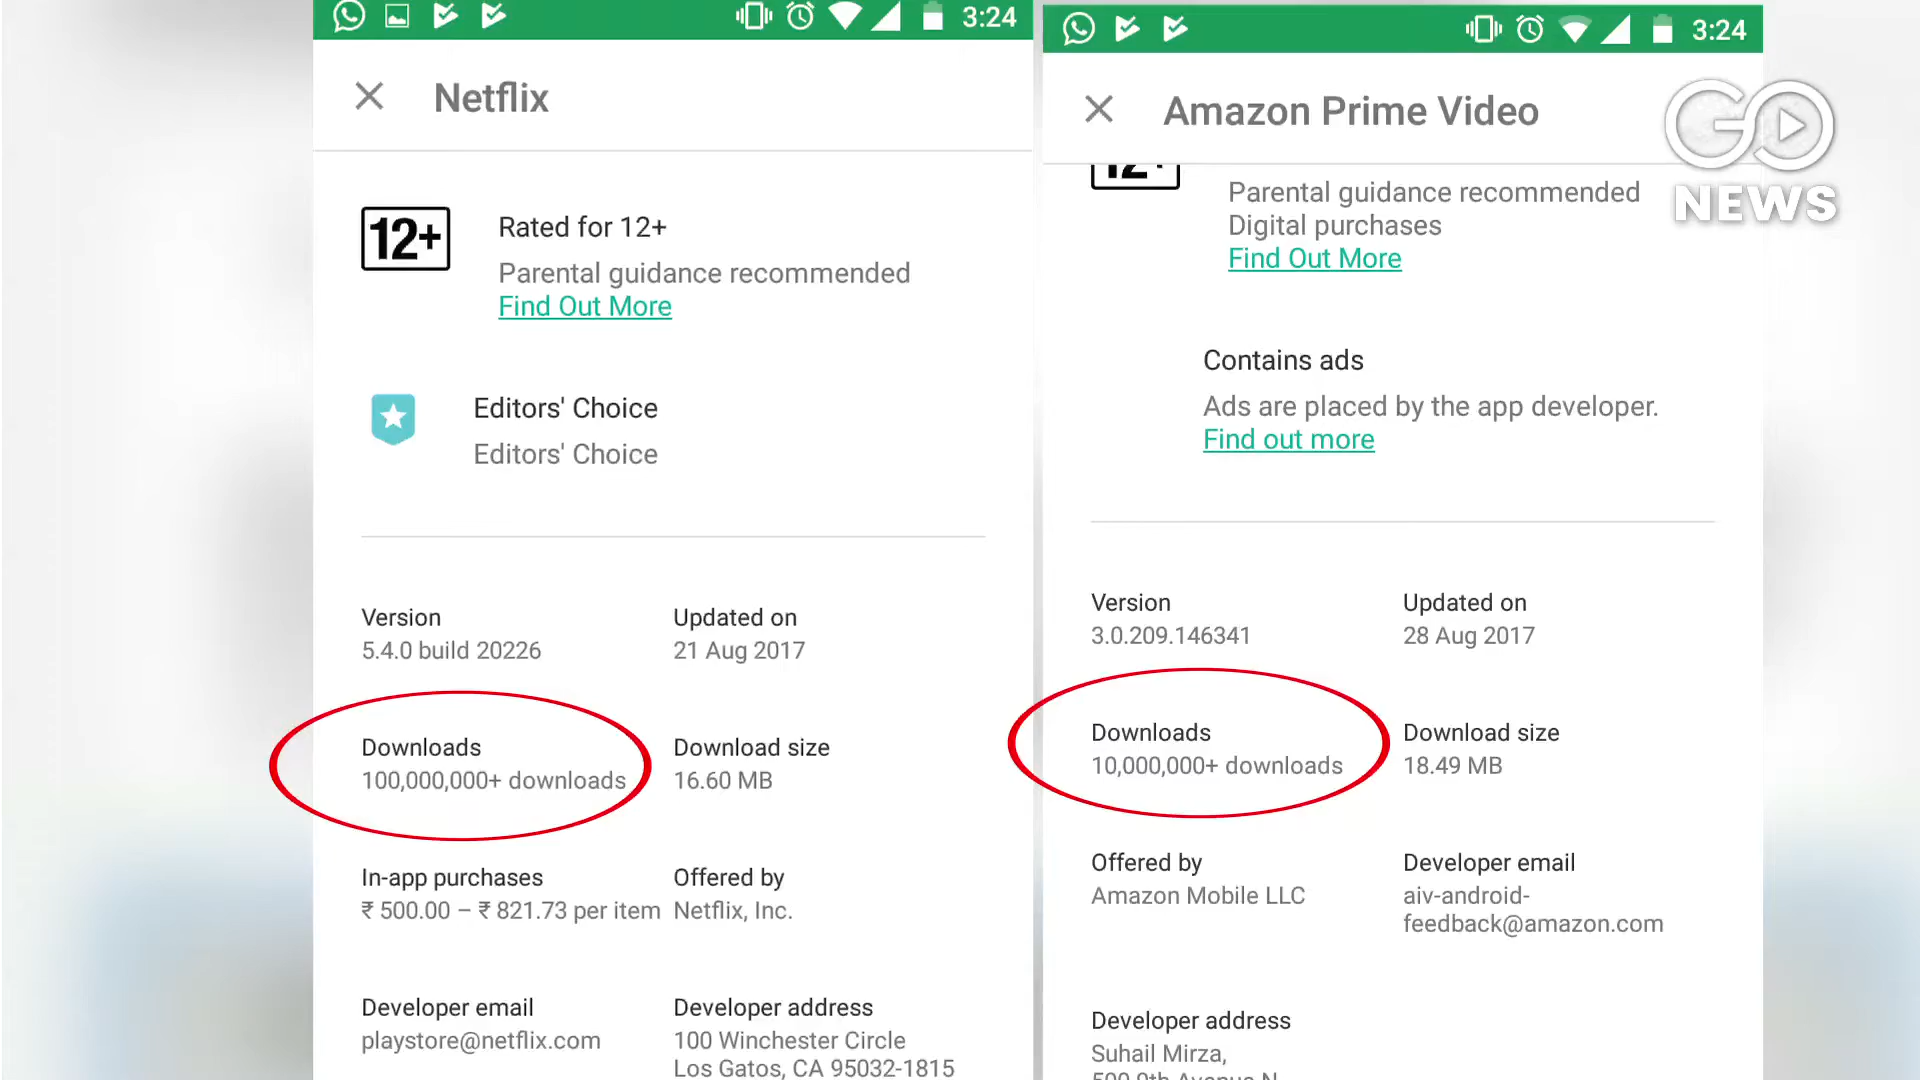 3:24
Netflix
12+
Rated for 12+
Parental guidance recommended
Find Out More
Editors' Choice
Editors' Choice
Version
5.4.0 build 20226
Updated on
21 Aug 2017
Downloads
100,000,000+ downloads
Download size
16.60 MB
In-app purchases
₹ 500.00 – ₹ 821.73 per item
Offered by
Netflix, Inc.
Developer email
playstore@netflix.com
Developer address
100 Winchester Circle
Los Gatos, CA 95032-1815
3:24
Amazon Prime Video
GO
NEWS
12+
Parental guidance recommended
Digital purchases
Find Out More
Contains ads
Ads are placed by the app developer.
Find out more
Version
3.0.209.146341
Updated on
28 Aug 2017
Downloads
10,000,000+ downloads
Download size
18.49 MB
Offered by
Amazon Mobile LLC
Developer email
aiv-android-
feedback@amazon.com
Developer address
Suhail Mirza,
500 9th Avenue N